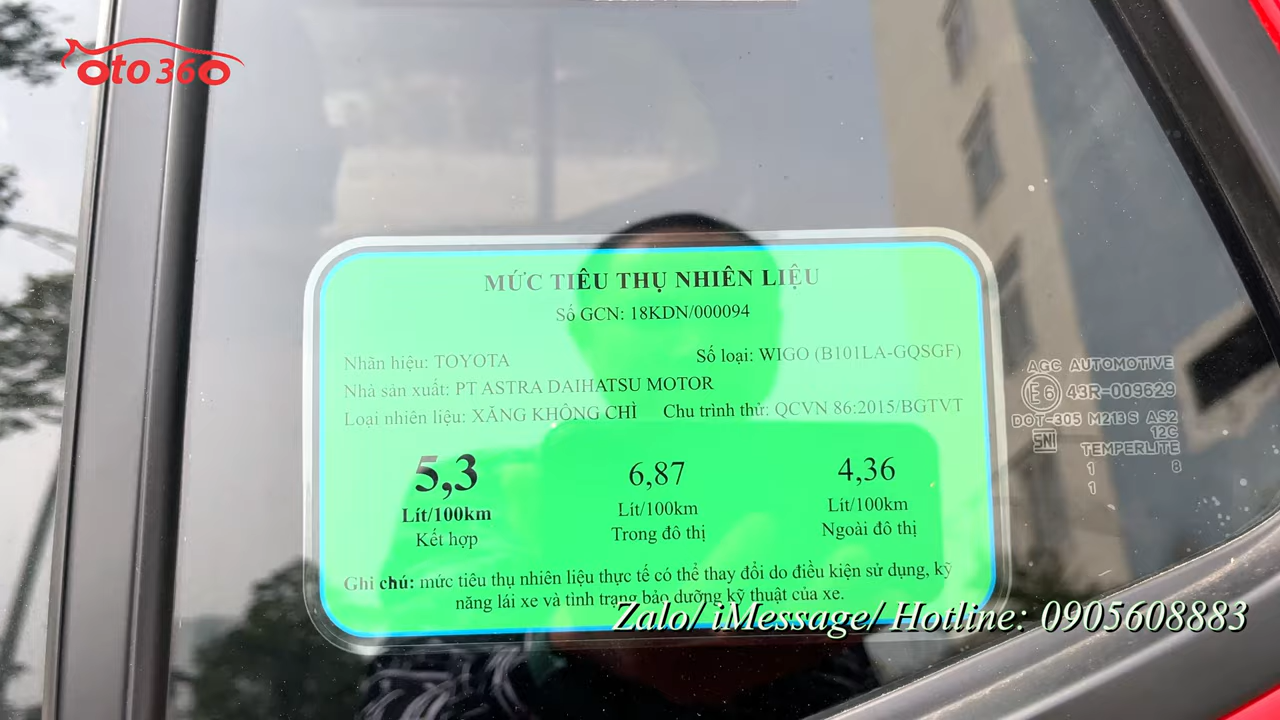 oto360
MỨC TIÊU THỤ NHIÊN LIỆU
Số GCN: 18KDN/000094
Nhãn hiệu: TOYOTA Số loại: WIGO (B101LA-GQSGF)
Nhà sản xuất: PT ASTRA DAIHATSU MOTOR
Loại nhiên liệu: XĂNG KHÔNG CHÌ Chu trình thử: QCVN 86:2015/BGTVT
5,3 6,87 4,36
Lít/100km Lít/100km Lít/100km
Kết hợp Trong đô thị Ngoài đô thị
Ghi chú: mức tiêu thụ nhiên liệu thực tế có thể thay đổi do điều kiện sử dụng, kỹ
năng lái xe và tình trạng bảo dưỡng kỹ thuật của xe.
AGC AUTOMOTIVE
E6 43R-009629
DOT-305 M213S AS2
12C
SNI TEMPERLITE
1 8
1
Zalo/ iMessage/ Hotline: 0905608883